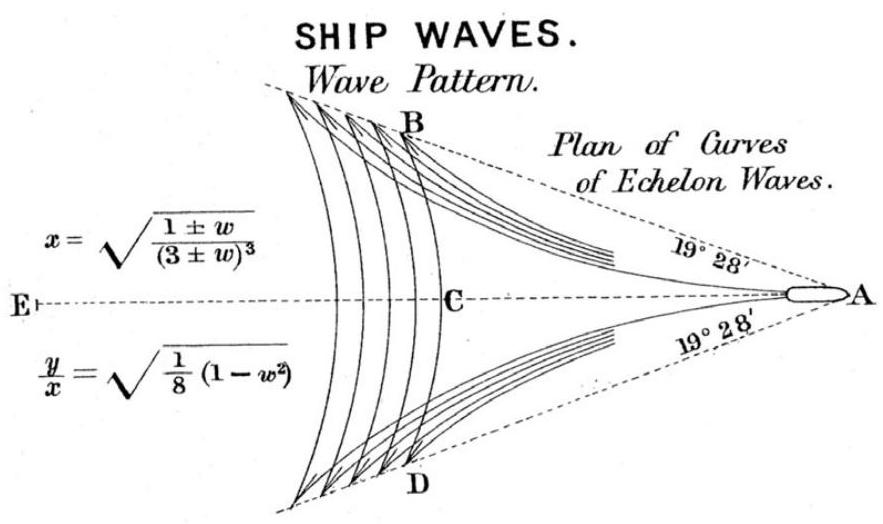 SHIP WAVES.
Wave Pattern.
B
Plan of Curves
of Echelon Waves.
x = √((1 ± w)/(3 ± w)³)
19° 28'
E
C
A
19° 28'
y/x = √(1/8 (1 − w²))
D